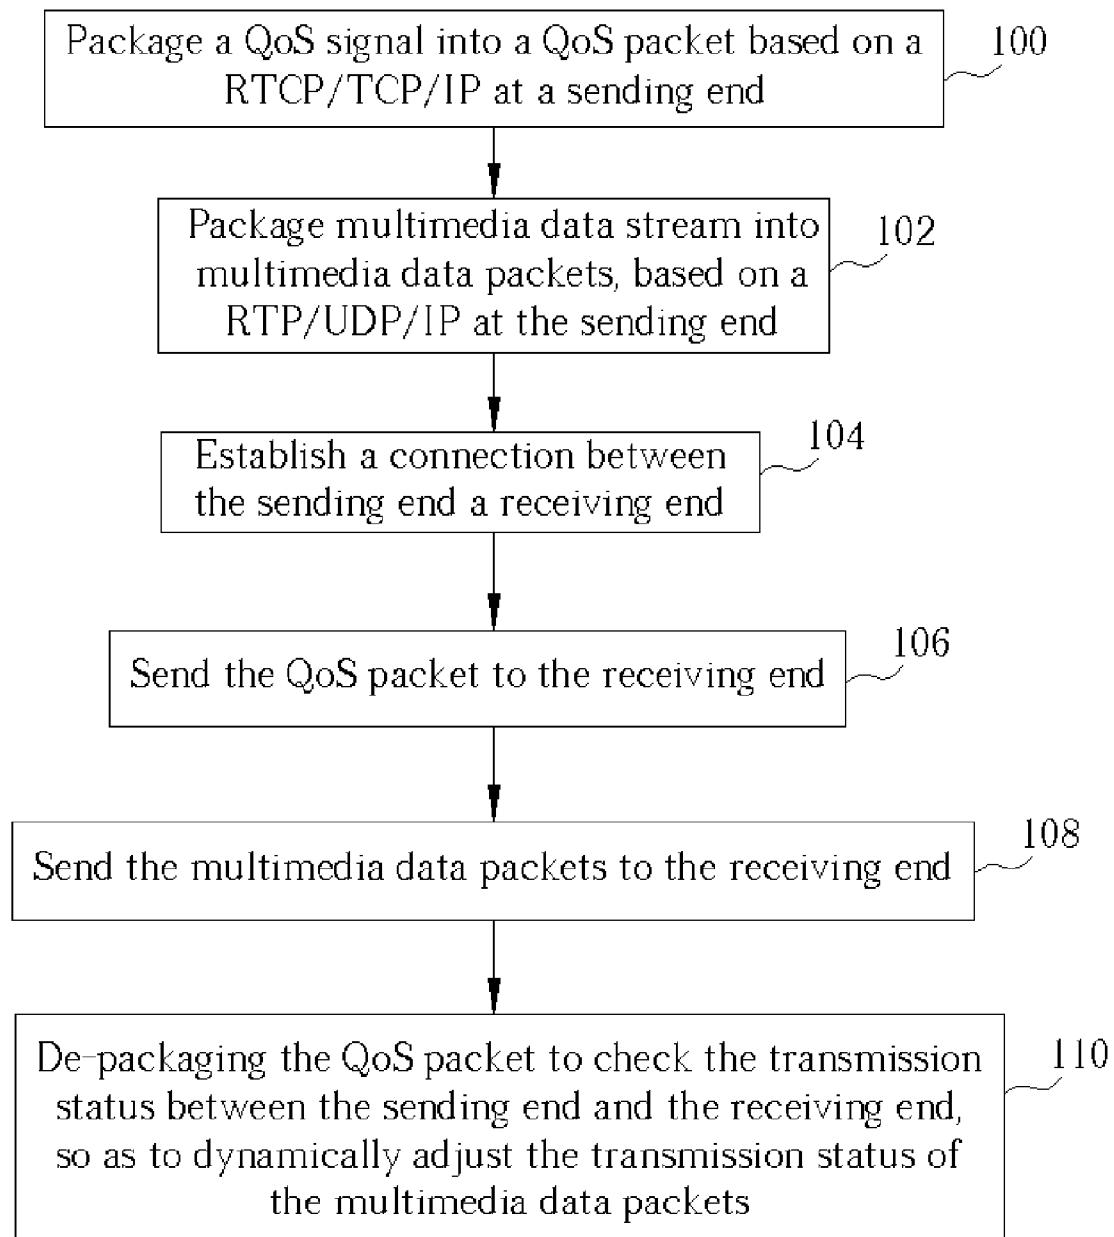 Package a QoS signal into a QoS packet based on a
RTCP/TCP/IP at a sending end
100
Package multimedia data stream into
multimedia data packets, based on a
RTP/UDP/IP at the sending end
102
Establish a connection between
the sending end a receiving end
104
Send the QoS packet to the receiving end
106
Send the multimedia data packets to the receiving end
108
De-packaging the QoS packet to check the transmission
status between the sending end and the receiving end,
so as to dynamically adjust the transmission status of
the multimedia data packets
110